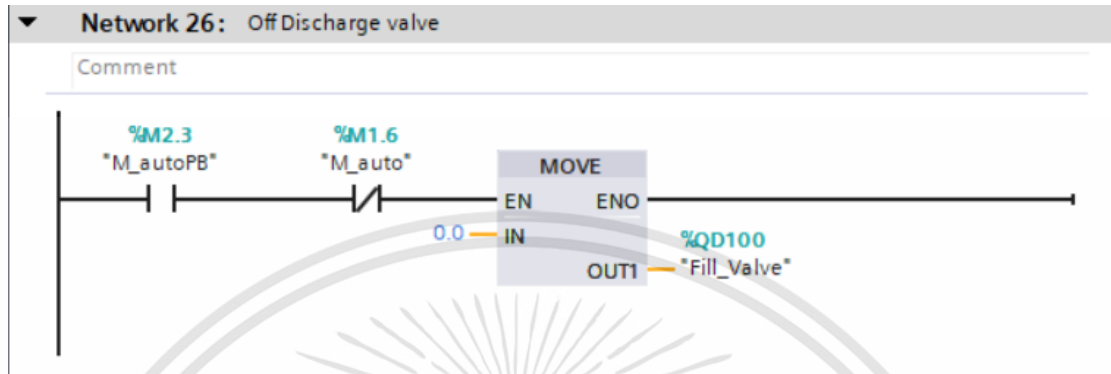 Network 26: Off Discharge valve
Comment
%M2.3 %M1.6
"M_autoPB" "M_auto" MOVE
EN ENO
0.0 IN %QD100
OUT1 "Fill_Valve"